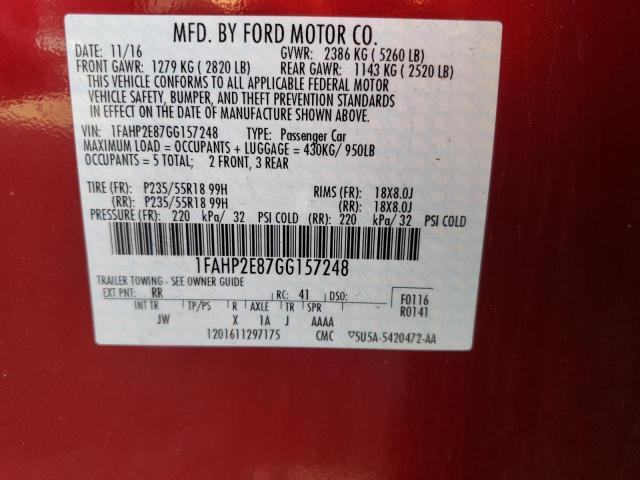 MFD. BY FORD MOTOR CO.
DATE: 11/16 GVWR: 2386 KG ( 5260 LB)
FRONT GAWR: 1279 KG ( 2820 LB) REAR GAWR: 1143 KG ( 2520 LB)
THIS VEHICLE CONFORMS TO ALL APPLICABLE FEDERAL MOTOR
VEHICLE SAFETY, BUMPER, AND THEFT PREVENTION STANDARDS
IN EFFECT ON THE DATE OF MANUFACTURE SHOWN ABOVE.
VIN: 1FAHP2E87GG157248 TYPE: Passenger Car
MAXIMUM LOAD = OCCUPANTS + LUGGAGE = 430KG/ 950LB
OCCUPANTS = 5 TOTAL; 2 FRONT, 3 REAR
TIRE (FR): P235/55R18 99H RIMS (FR): 18X8.0J
(RR): P235/55R18 99H (RR): 18X8.0J
PRESSURE (FR): 220 kPa/ 32 PSI COLD (RR): 220 kPa/ 32 PSI COLD
1FAHP2E87GG157248
TRAILER TOWING - SEE OWNER GUIDE
EXT PNT: RR RC: 41 DSO: F0116
INT TR TP/PS R AXLE TR SPR R0141
JW X 1A J AAAA
1201611297175 CMC ♡5U5A-5420472-AA